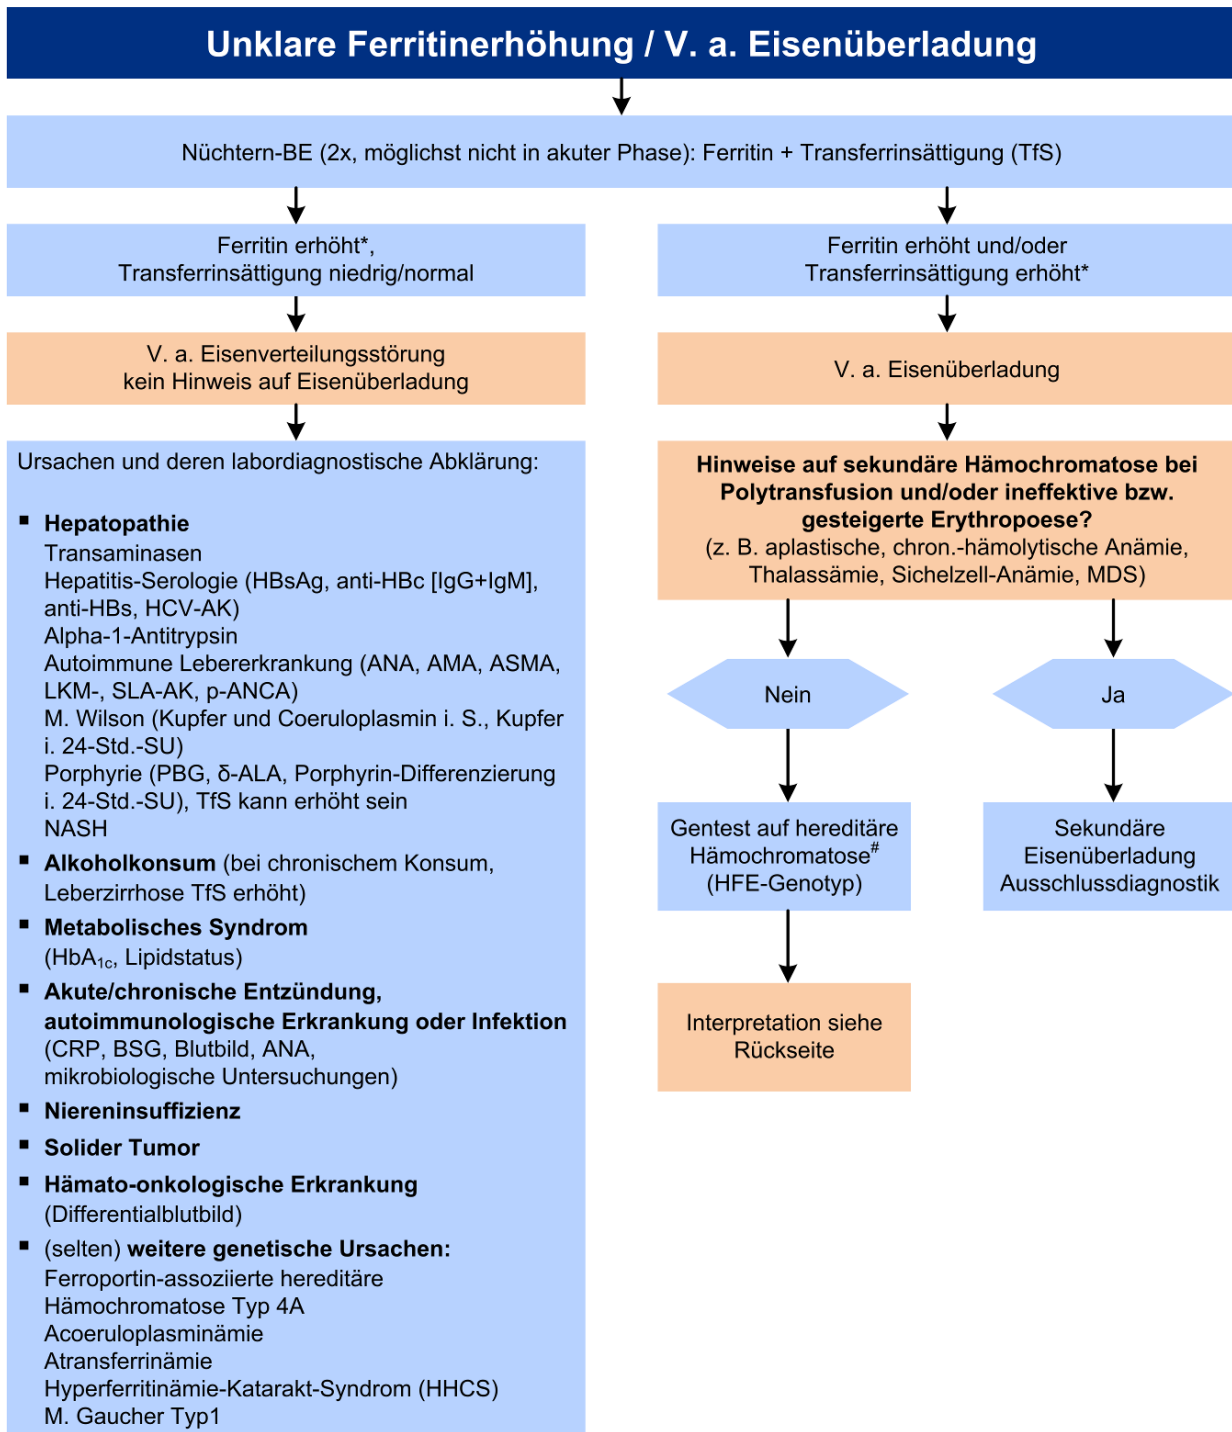 Unklare Ferritinerhöhung / V. a. Eisenüberladung
Nüchtern-BE (2x, möglichst nicht in akuter Phase): Ferritin + Transferrinsättigung (TfS)
Ferritin erhöht*,
Transferrinsättigung niedrig/normal
V. a. Eisenverteilungsstörung
kein Hinweis auf Eisenüberladung
Ursachen und deren labordiagnostische Abklärung:
▪ Hepatopathie
Transaminasen
Hepatitis-Serologie (HBsAg, anti-HBc [IgG+IgM],
anti-HBs, HCV-AK)
Alpha-1-Antitrypsin
Autoimmune Lebererkrankung (ANA, AMA, ASMA,
LKM-, SLA-AK, p-ANCA)
M. Wilson (Kupfer und Coeruloplasmin i. S., Kupfer
i. 24-Std.-SU)
Porphyrie (PBG, δ-ALA, Porphyrin-Differenzierung
i. 24-Std.-SU), TfS kann erhöht sein
NASH
▪ Alkoholkonsum (bei chronischem Konsum,
Leberzirrhose TfS erhöht)
▪ Metabolisches Syndrom
(HbA1c, Lipidstatus)
▪ Akute/chronische Entzündung,
autoimmunologische Erkrankung oder Infektion
(CRP, BSG, Blutbild, ANA,
mikrobiologische Untersuchungen)
▪ Niereninsuffizienz
▪ Solider Tumor
▪ Hämato-onkologische Erkrankung
(Differentialblutbild)
▪ (selten) weitere genetische Ursachen:
Ferroportin-assoziierte hereditäre
Hämochromatose Typ 4A
Acoeruloplasminämie
Atransferrinämie
Hyperferritinämie-Katarakt-Syndrom (HHCS)
M. Gaucher Typ1
Ferritin erhöht und/oder
Transferrinsättigung erhöht*
V. a. Eisenüberladung
Hinweise auf sekundäre Hämochromatose bei
Polytransfusion und/oder ineffektive bzw.
gesteigerte Erythropoese?
(z. B. aplastische, chron.-hämolytische Anämie,
Thalassämie, Sichelzell-Anämie, MDS)
Nein
Gentest auf hereditäre
Hämochromatose#
(HFE-Genotyp)
Interpretation siehe
Rückseite
Ja
Sekundäre
Eisenüberladung
Ausschlussdiagnostik